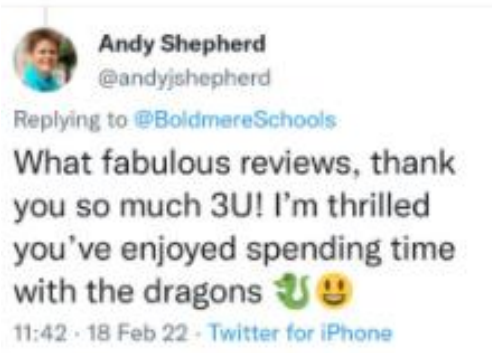 Andy Shepherd
@andyjshepherd
Replying to @BoldmereSchools
What fabulous reviews, thank
you so much 3U! I'm thrilled
you've enjoyed spending time
with the dragons 🐉😃
11:42 · 18 Feb 22 · Twitter for iPhone